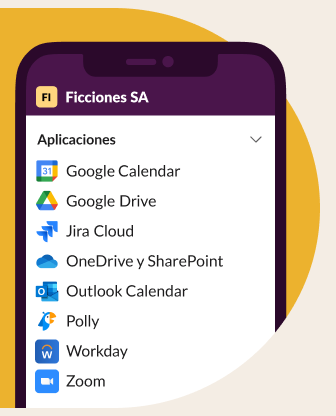 FI Ficciones SA
Aplicaciones
31 Google Calendar
Google Drive
Jira Cloud
OneDrive y SharePoint
Outlook Calendar
Polly
W Workday
Zoom